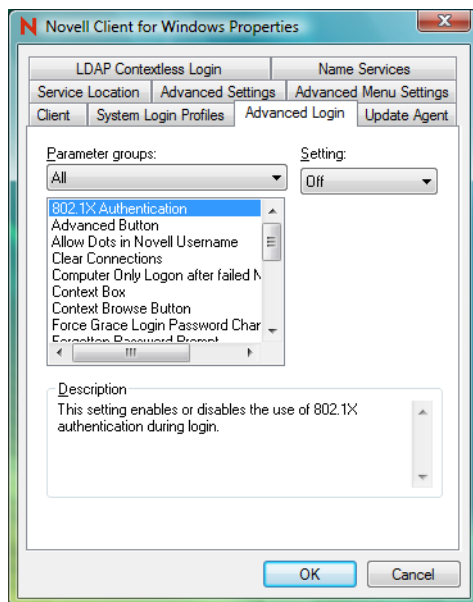 Novell Client for Windows Properties
LDAP Contextless Login Name Services
Service Location Advanced Settings Advanced Menu Settings
Client System Login Profiles Advanced Login Update Agent
Parameter groups: Setting:
All Off
802.1X Authentication
Advanced Button
Allow Dots in Novell Username
Clear Connections
Computer Only Logon after failed N
Context Box
Context Browse Button
Force Grace Login Password Char
Forgotten Password Prompt
Description
This setting enables or disables the use of 802.1X
authentication during login.
OK Cancel